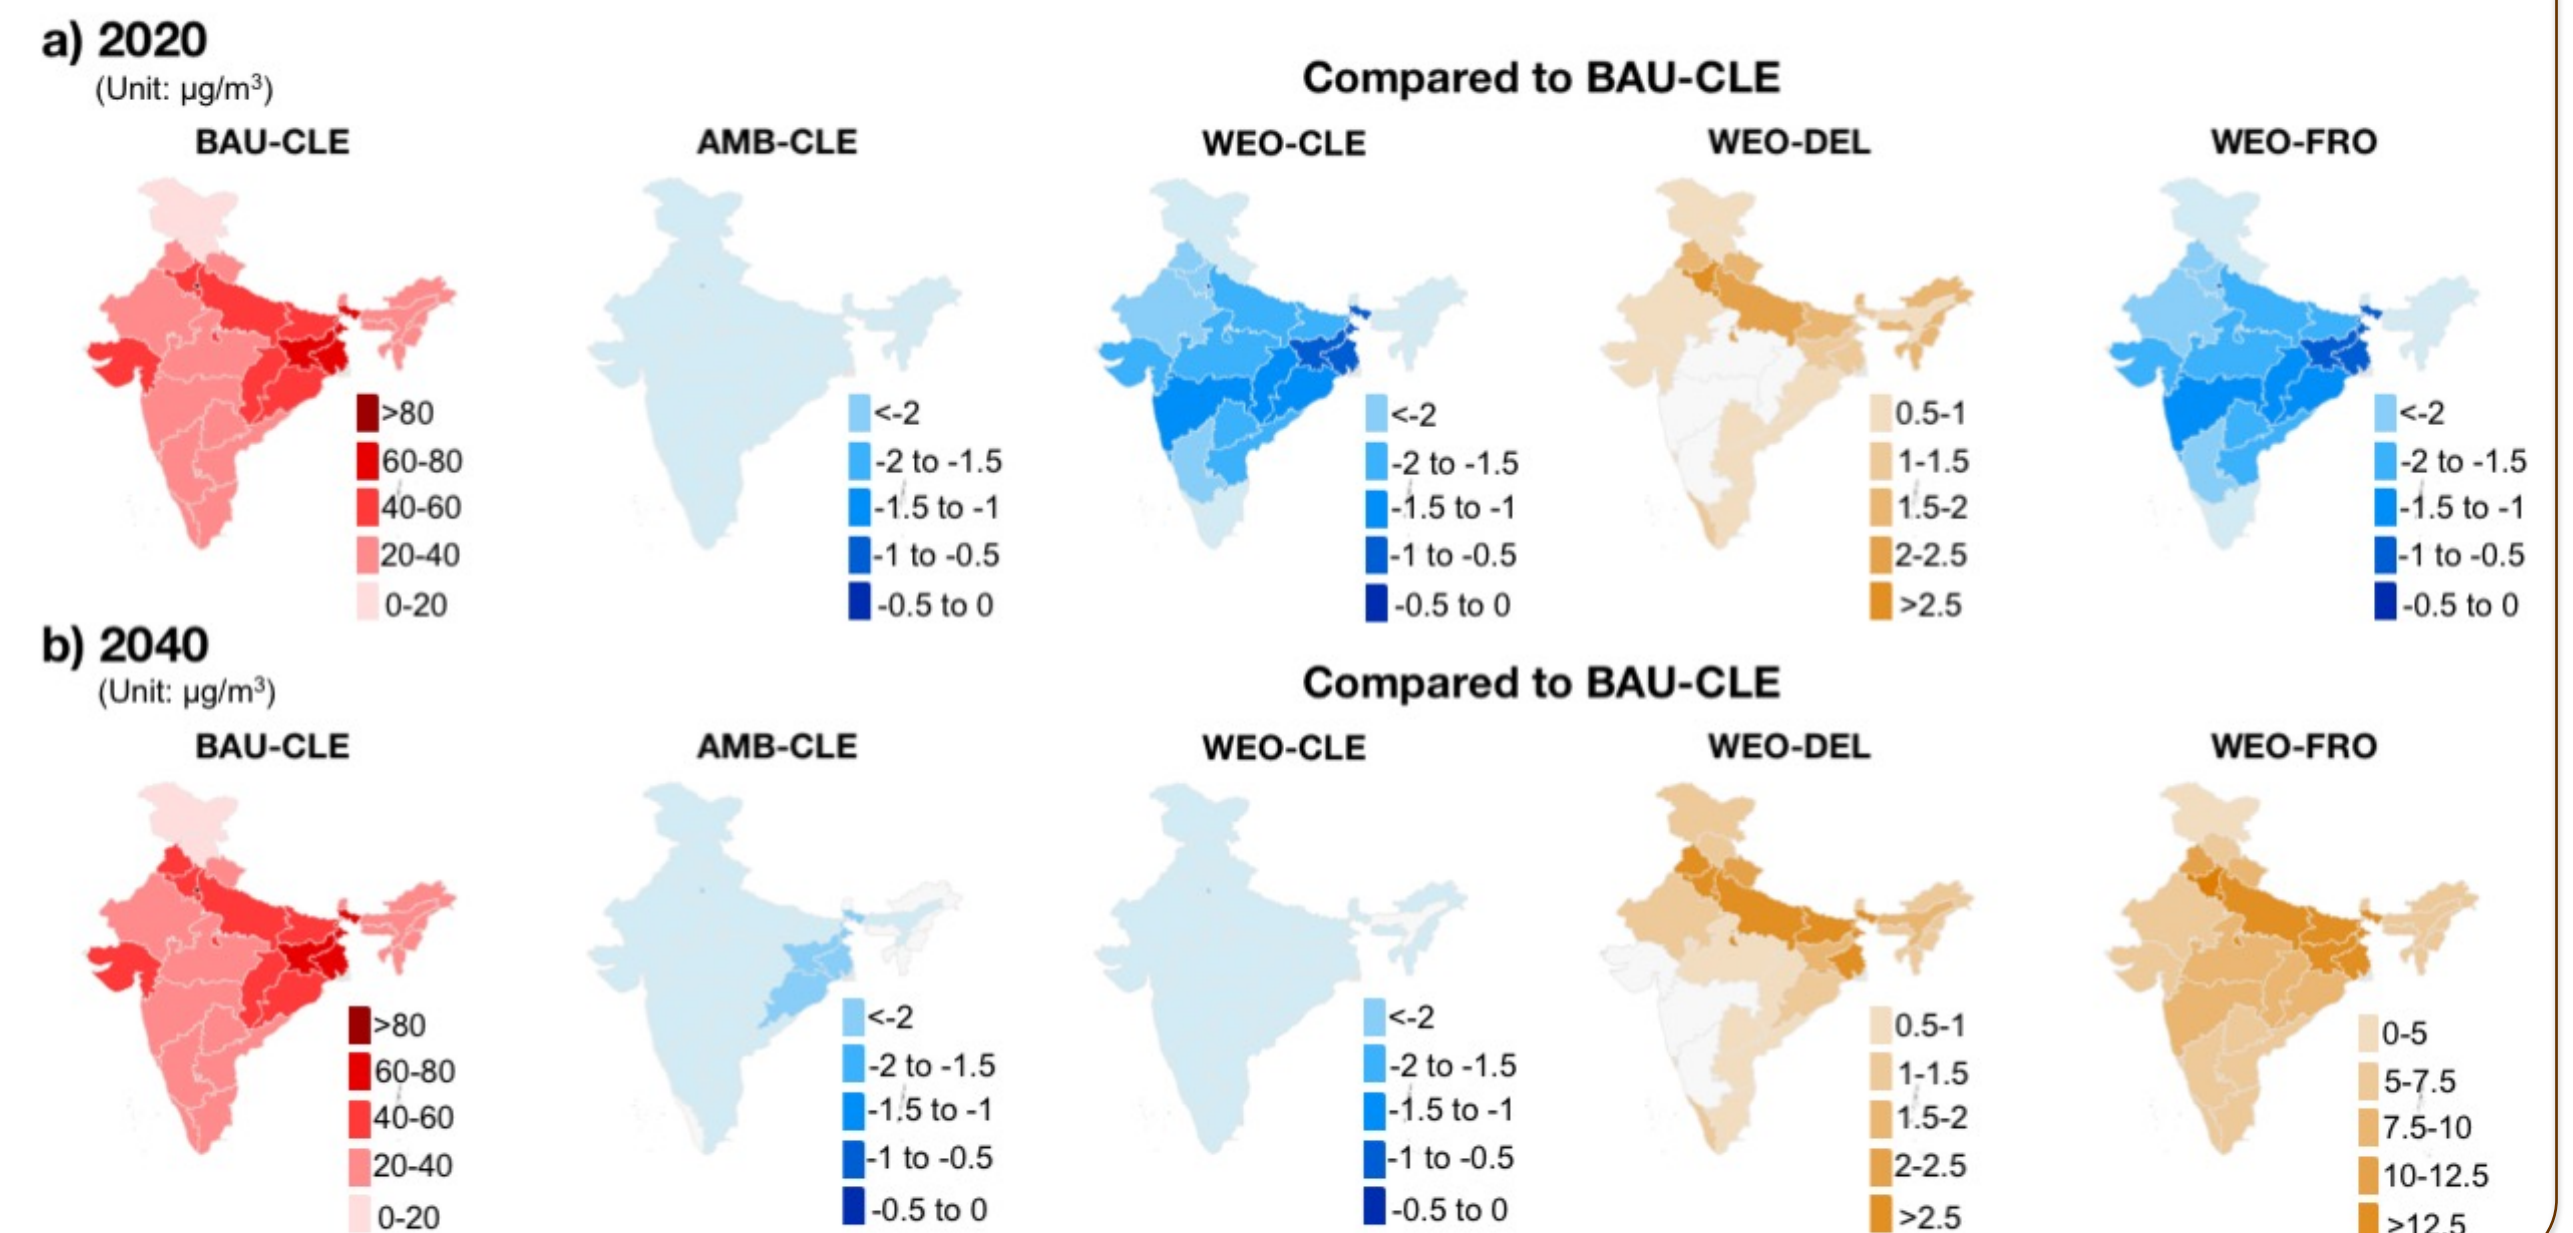 a) 2020
(Unit: µg/m³)
Compared to BAU-CLE
BAU-CLE
AMB-CLE
WEO-CLE
WEO-DEL
WEO-FRO
>80
60-80
40-60
20-40
0-20
<-2
-2 to -1.5
-1.5 to -1
-1 to -0.5
-0.5 to 0
<-2
-2 to -1.5
-1.5 to -1
-1 to -0.5
-0.5 to 0
0.5-1
1-1.5
1.5-2
2-2.5
>2.5
<-2
-2 to -1.5
-1.5 to -1
-1 to -0.5
-0.5 to 0
b) 2040
(Unit: µg/m³)
Compared to BAU-CLE
BAU-CLE
AMB-CLE
WEO-CLE
WEO-DEL
WEO-FRO
>80
60-80
40-60
20-40
0-20
<-2
-2 to -1.5
-1.5 to -1
-1 to -0.5
-0.5 to 0
<-2
-2 to -1.5
-1.5 to -1
-1 to -0.5
-0.5 to 0
0.5-1
1-1.5
1.5-2
2-2.5
>2.5
0-5
5-7.5
7.5-10
10-12.5
>12.5